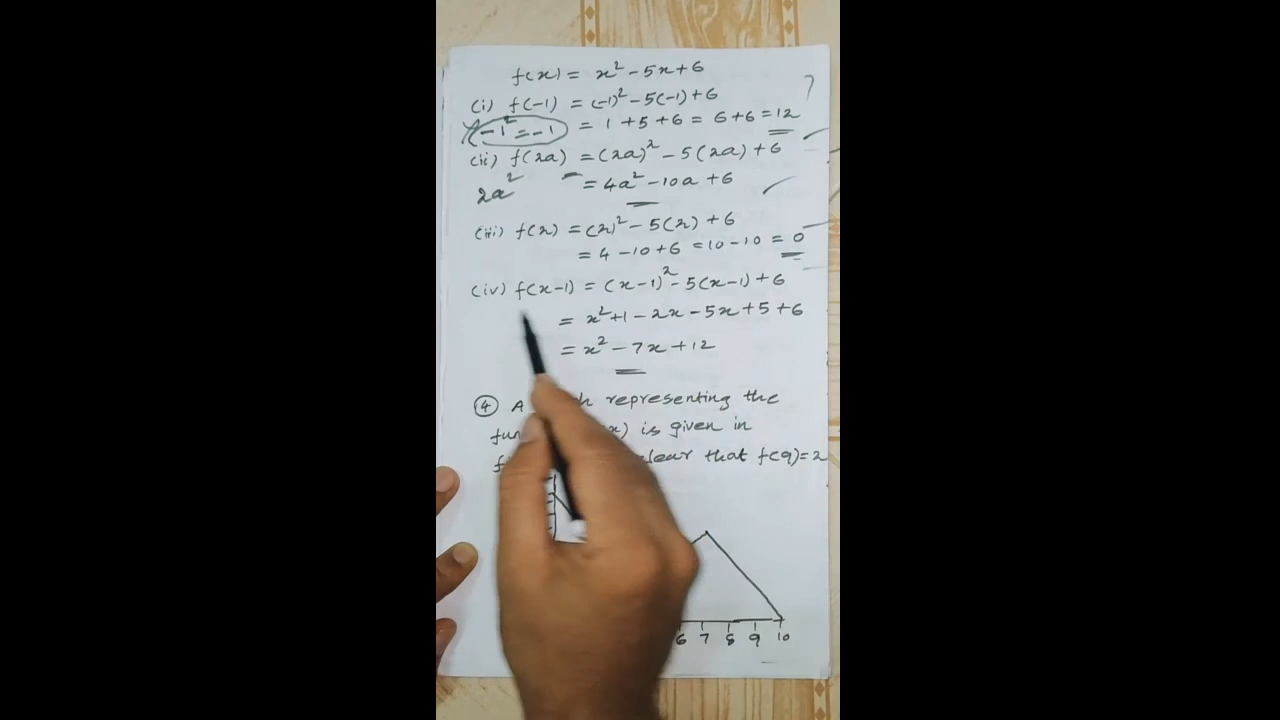 f(x) = x² - 5x + 6
(i) f(-1) = (-1)² - 5(-1) + 6
-1² = -1 = 1 + 5 + 6 = 6 + 6 = 12
(ii) f(2a) = (2a)² - 5(2a) + 6
2a² = 4a² - 10a + 6
(iii) f(2) = (2)² - 5(2) + 6
= 4 - 10 + 6 = 10 - 10 = 0
(iv) f(x-1) = (x-1)² - 5(x-1) + 6
= x² + 1 - 2x - 5x + 5 + 6
= x² - 7x + 12
④ A representing the
is given in
clear that f(9) = 2
6 7 8 9 10